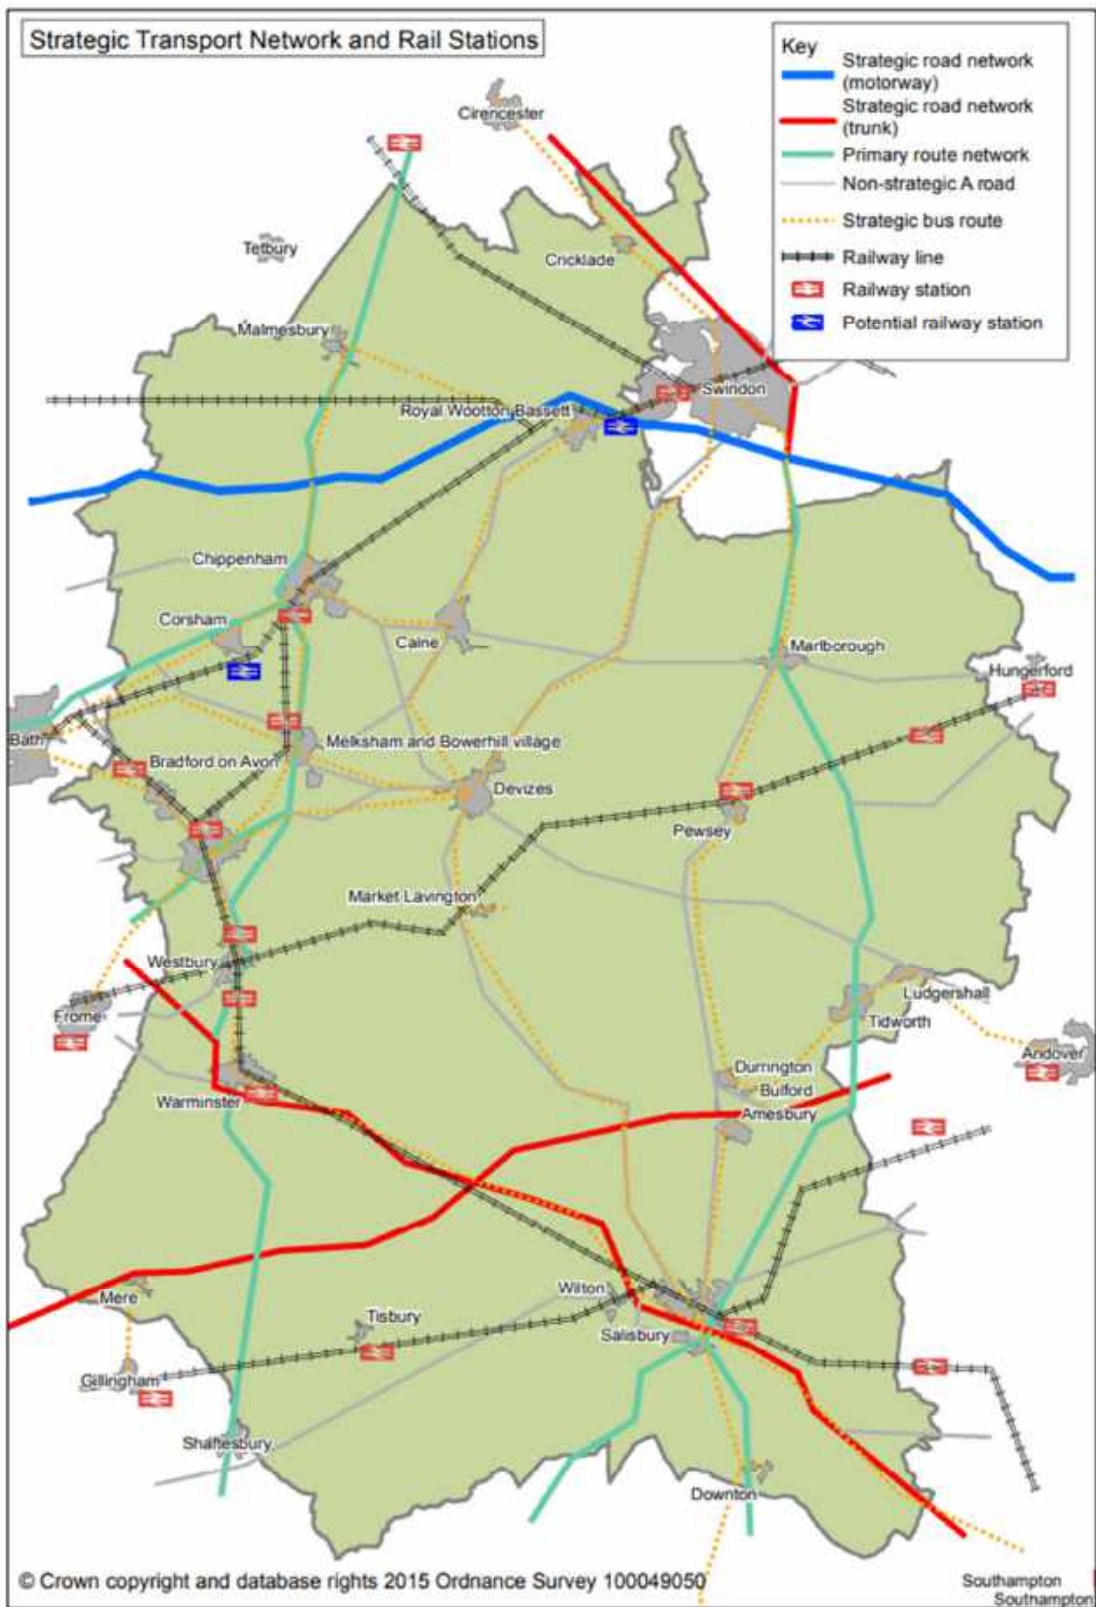 Strategic Transport Network and Rail Stations
Key
Strategic road network
(motorway)
Strategic road network
(trunk)
Primary route network
Non-strategic A road
Strategic bus route
Railway line
Railway station
Potential railway station
Cirencester
Tetbury
Cricklade
Malmesbury
Swindon
Royal Wootton Bassett
Chippenham
Corsham
Calne
Marlborough
Hungerford
Bath
Melksham and Bowerhill village
Bradford on Avon
Devizes
Pewsey
Market Lavington
Westbury
Ludgershall
Frome
Tidworth
Andover
Durrington
Bulford
Warminster
Amesbury
Mere
Wilton
Tisbury
Salisbury
Gillingham
Shaftesbury
Downton
© Crown copyright and database rights 2015 Ordnance Survey 100049050
Southampton
Southampton